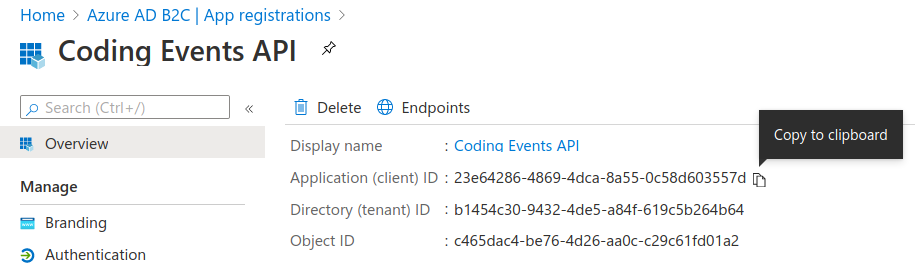 Home > Azure AD B2C | App registrations >
Coding Events API
Search (Ctrl+/) «
Delete Endpoints
Copy to clipboard
Overview
Display name : Coding Events API
Application (client) ID : 23e64286-4869-4dca-8a55-0c58d603557d
Manage
Directory (tenant) ID : b1454c30-9432-4de5-a84f-619c5b264b64
Branding
Object ID : c465dac4-be76-4d26-aa0c-c29c61fd01a2
Authentication